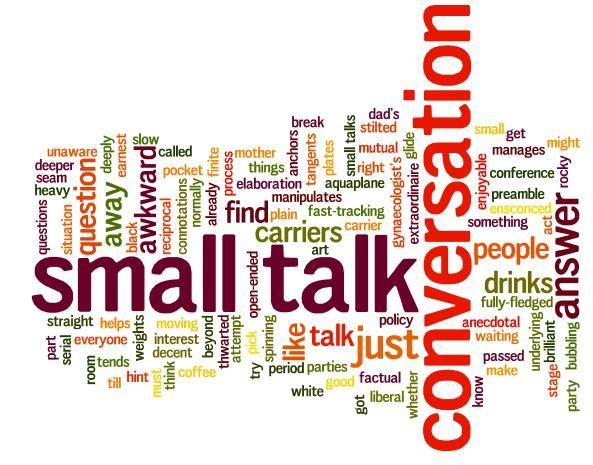 small talk
conversation
unaware
deeper
seam
heavy
questions
situation
question
away
deeply
earnest
slow
called
black
awkward
reciprocal
pocket
connotations
normally
already
finite
process
mother
things
elaboration
find
plain
carriers
art
break
anchors
tangents
plates
manipulates
aquaplane
fast-tracking
carrier
small talks
dad's
stilted
mutual
right
gynaecologist's
glide
extraordinaire
small
get
manages
might
enjoyable
conference
rocky
preamble
ensconced
something
act
answer
people
drinks
fully-fledged
straight
helps
moving
part
serial
everyone
weights
interest
decent
beyond
thwarted
attempt
room
tends
till
hint
must
think
coffee
open-ended
pick
try
spinning
like
talk
just
policy
period
parties
white
good
factual
got
liberal
whether
anecdotal
waiting
passed
make
know
underlying
brilliant
stage
bubbling
party